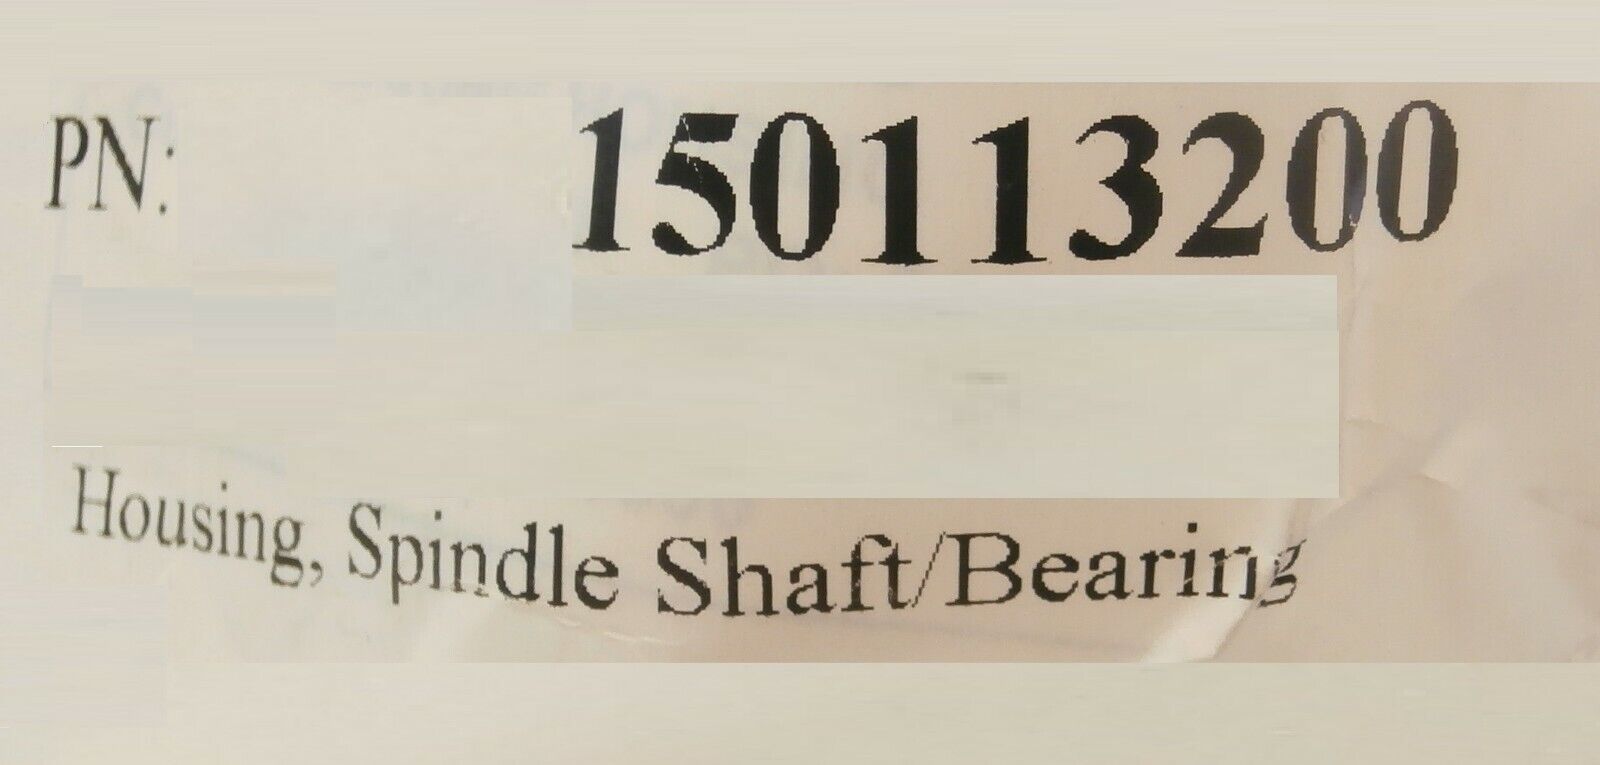 PN: 150113200
Housing, Spindle Shaft/Bearing